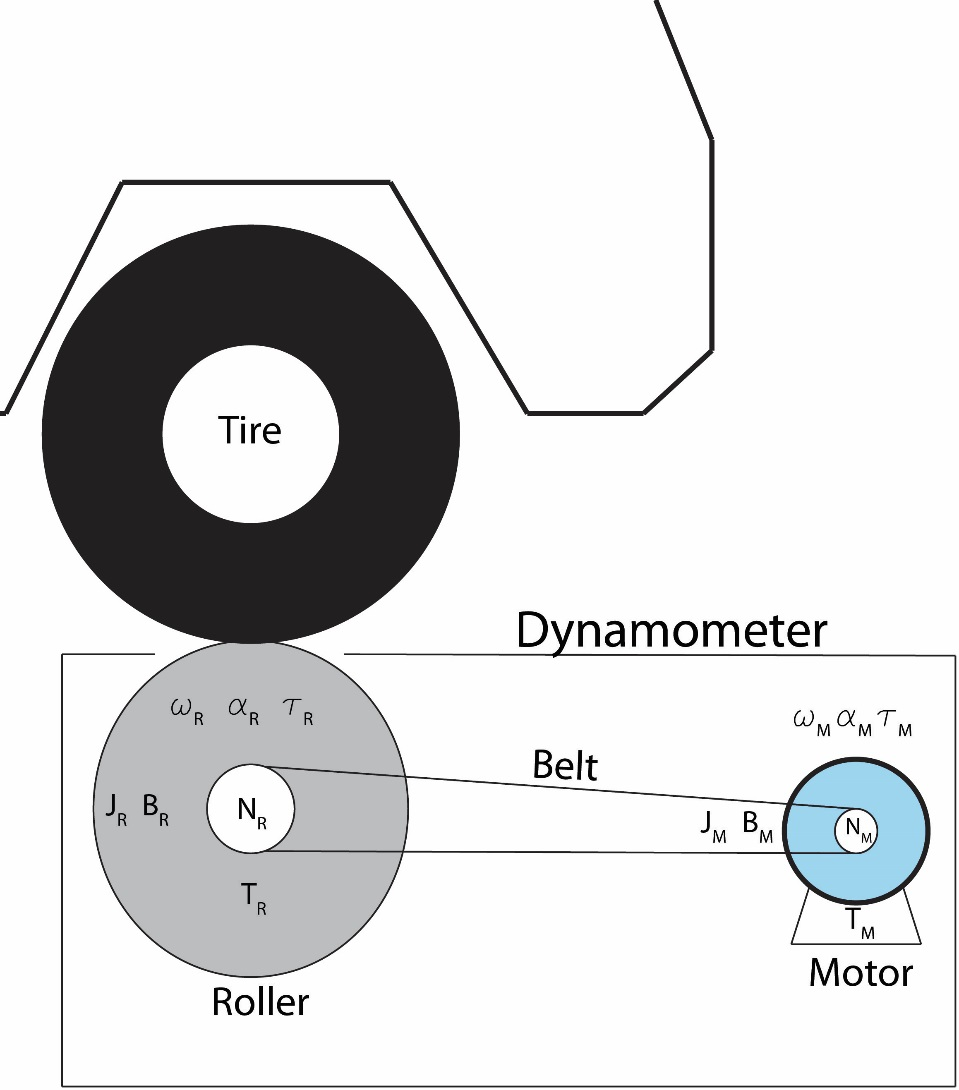 Tire
Dynamometer
ωR αR τR
ωM αM τM
Belt
JR BR
NR
JM BM
NM
TR
TM
Motor
Roller